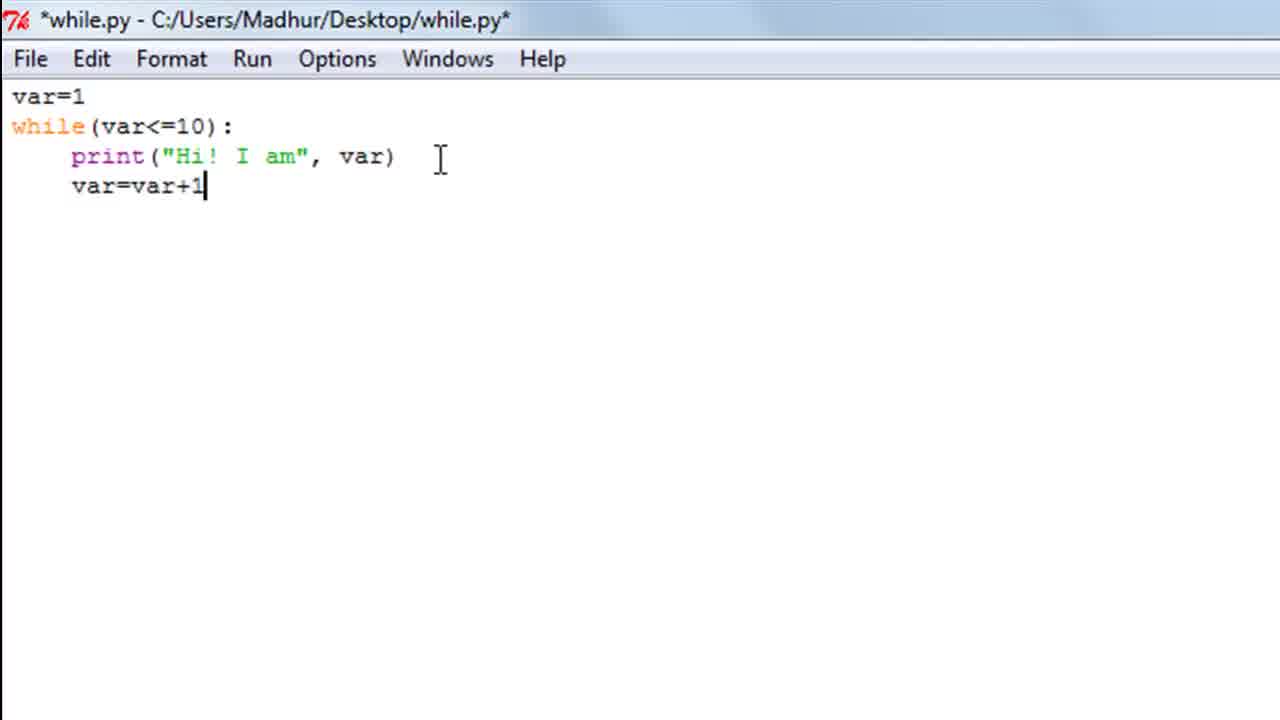 *while.py - C:/Users/Madhur/Desktop/while.py*
File Edit Format Run Options Windows Help
var=1
while(var<=10):
    print("Hi! I am", var)
    var=var+1